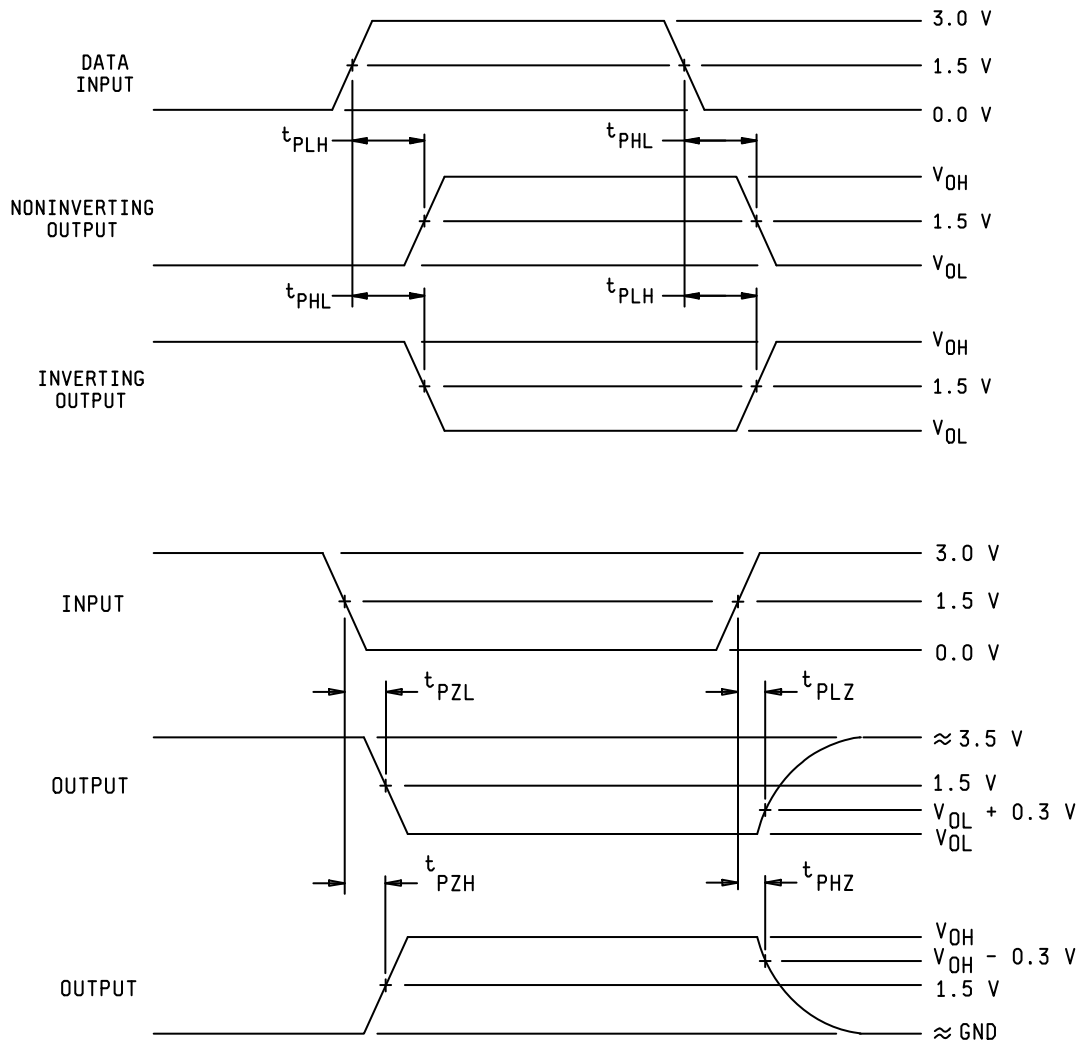 3.0 V
DATA
INPUT
1.5 V
0.0 V
tPLH
tPHL
VOH
NONINVERTING
OUTPUT
1.5 V
VOL
tPHL
tPLH
VOH
INVERTING
OUTPUT
1.5 V
VOL
3.0 V
INPUT
1.5 V
0.0 V
tPZL
tPLZ
≈ 3.5 V
OUTPUT
1.5 V
VOL + 0.3 V
VOL
tPZH
tPHZ
VOH
VOH - 0.3 V
OUTPUT
1.5 V
≈ GND